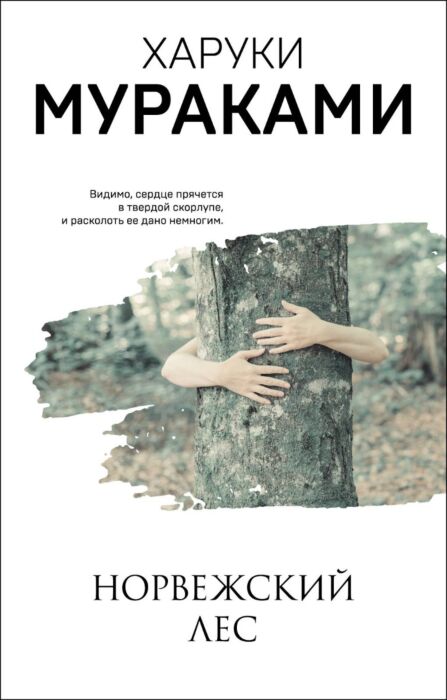 ХАРУКИ
МУРАКАМИ
Видимо, сердце прячется
в твердой скорлупе,
и расколоть ее дано немногим.
НОРВЕЖСКИЙ
ЛЕС